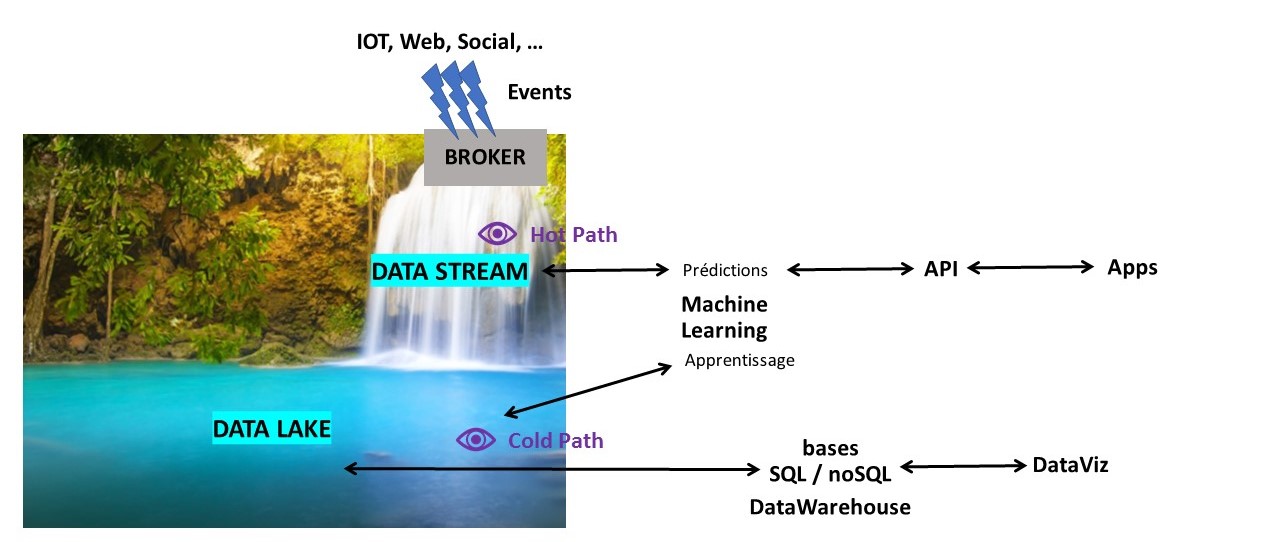 IOT, Web, Social, ...
Events
BROKER
Hot Path
DATA STREAM
Prédictions
API
Apps
Machine
Learning
Apprentissage
DATA LAKE
Cold Path
bases
SQL / noSQL
DataViz
DataWarehouse